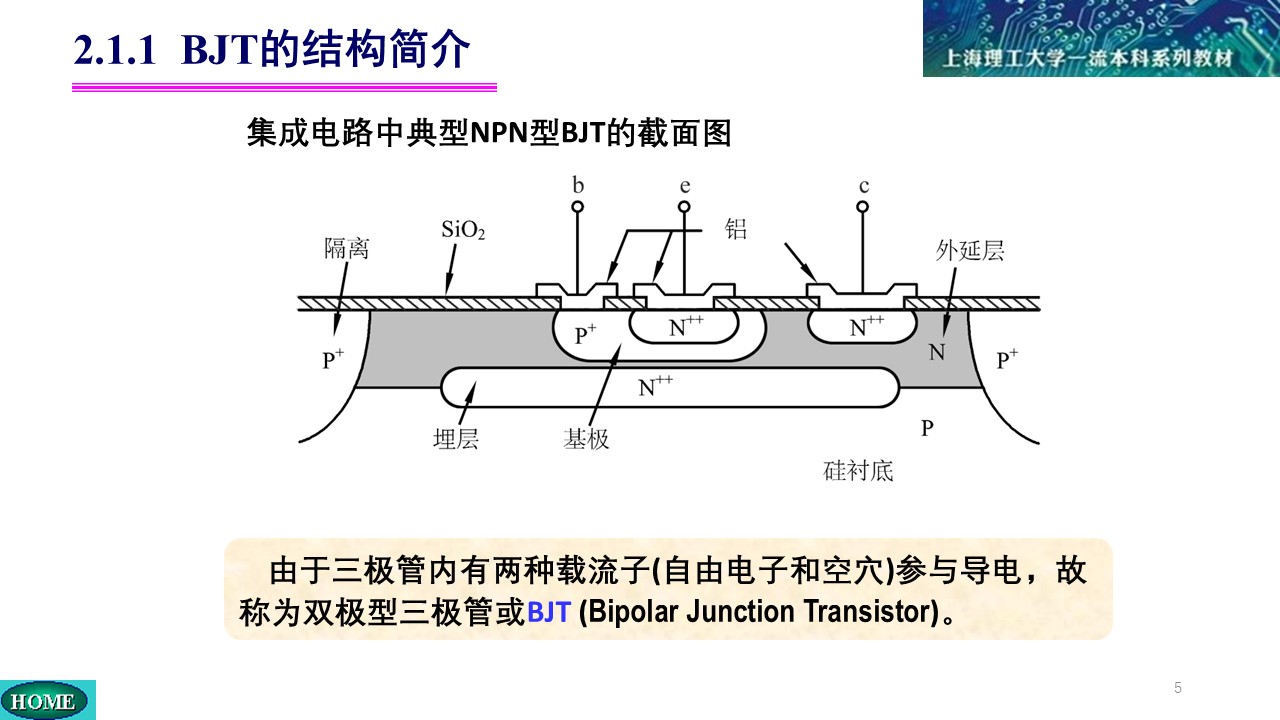 2.1.1 BJT的结构简介
上海理工大学一流本科系列教材
集成电路中典型NPN型BJT的截面图
b
e
c
SiO₂
铝
隔离
外延层
P⁺
N⁺⁺
N⁺⁺
P⁺
N
P⁺
N⁺⁺
埋层
基极
P
硅衬底
由于三极管内有两种载流子(自由电子和空穴)参与导电，故
称为双极型三极管或BJT (Bipolar Junction Transistor)。
HOME
5